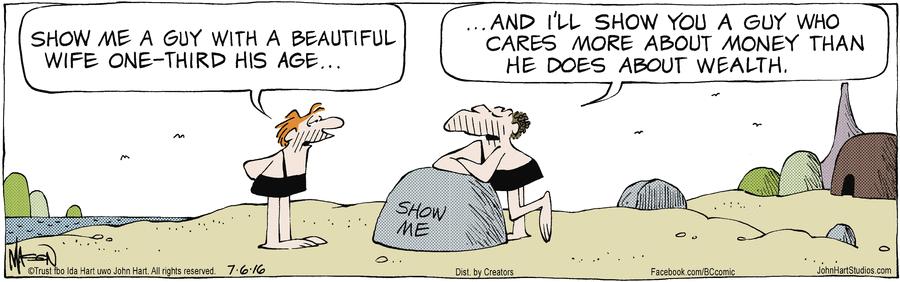 SHOW ME A GUY WITH A BEAUTIFUL
WIFE ONE-THIRD HIS AGE...
...AND I'LL SHOW YOU A GUY WHO
CARES MORE ABOUT MONEY THAN
HE DOES ABOUT WEALTH.
SHOW
ME
MASON
©Trust fbo Ida Hart uwo John Hart. All rights reserved. 7-6-16 Dist. by Creators Facebook.com/BCcomic JohnHartStudios.com